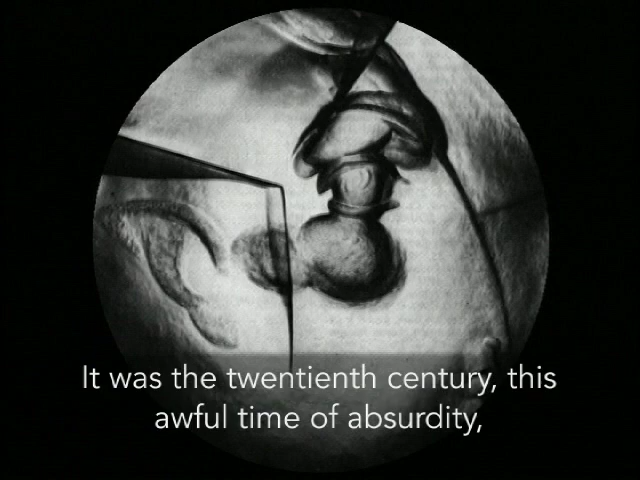 It was the twentieth century, this
awful time of absurdity,